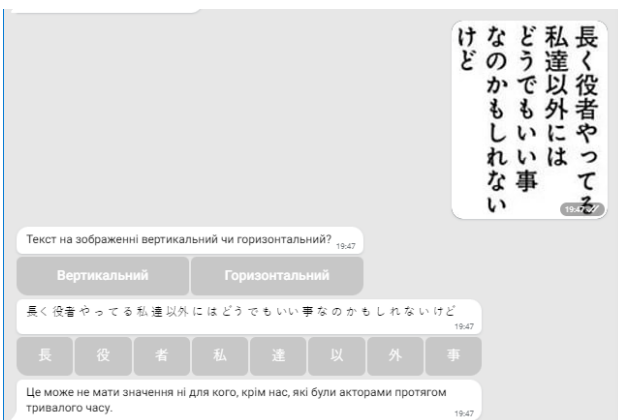 長く役者やってる
私達以外には
どうでもいい事
なのかもしれない
けど
19:47
Текст на зображенні вертикальний чи горизонтальний?
19:47
Вертикальний
Горизонтальний
長く役者やってる私達以外にはどうでもいい事なのかもしれないけど
19:47
長 役 者 私 達 以 外 事
Це може не мати значення ні для кого, крім нас, які були акторами протягом
тривалого часу.
19:47